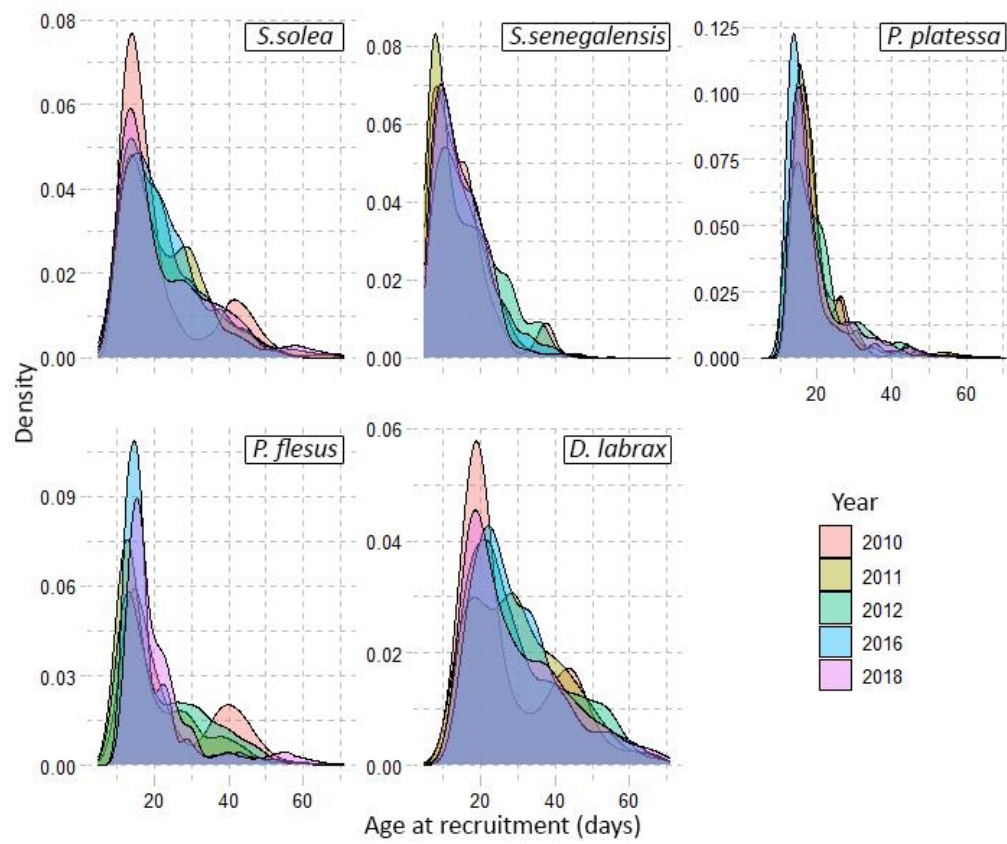 S.solea
S.senegalensis
P. platessa
0.08
0.06
0.04
0.02
0.00
0.08
0.06
0.04
0.02
0.00
0.125
0.100
0.075
0.050
0.025
0.000
20 40 60
Density
P. flesus
D. labrax
0.09
0.06
0.03
0.00
0.06
0.04
0.02
0.00
20 40 60
20 40 60
Age at recruitment (days)
Year
2010
2011
2012
2016
2018